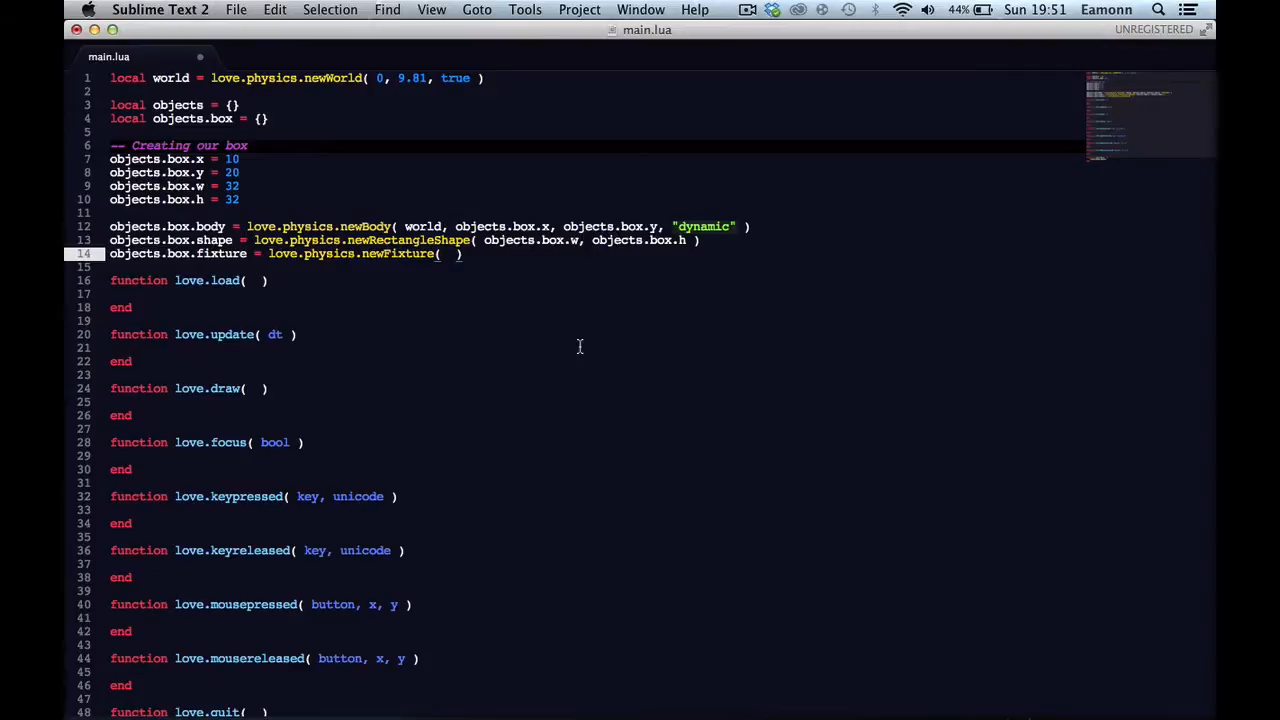 Sublime Text 2 File Edit Selection Find View Goto Tools Project Window Help 44% Sun 19:51 Eamonn
main.lua UNREGISTERED
main.lua
1 local world = love.physics.newWorld( 0, 9.81, true )
2
3 local objects = {}
4 local objects.box = {}
5
6 -- Creating our box
7 objects.box.x = 10
8 objects.box.y = 20
9 objects.box.w = 32
10 objects.box.h = 32
11
12 objects.box.body = love.physics.newBody( world, objects.box.x, objects.box.y, "dynamic" )
13 objects.box.shape = love.physics.newRectangleShape( objects.box.w, objects.box.h )
14 objects.box.fixture = love.physics.newFixture(  )
15
16 function love.load(  )
17
18 end
19
20 function love.update( dt )
21
22 end
23
24 function love.draw(  )
25
26 end
27
28 function love.focus( bool )
29
30 end
31
32 function love.keypressed( key, unicode )
33
34 end
35
36 function love.keyreleased( key, unicode )
37
38 end
39
40 function love.mousepressed( button, x, y )
41
42 end
43
44 function love.mousereleased( button, x, y )
45
46 end
47
48 function love.quit(  )